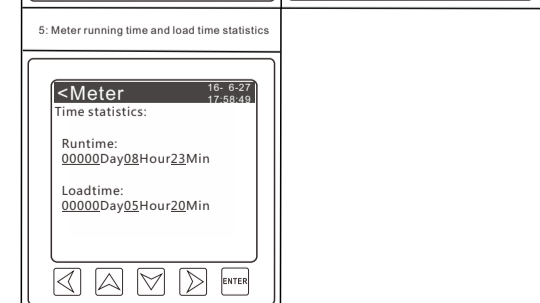 5: Meter running time and load time statistics
<Meter
16- 6-27
17:58:49
Time statistics:
Runtime:
00000Day08Hour23Min
Loadtime:
00000Day05Hour20Min
ENTER